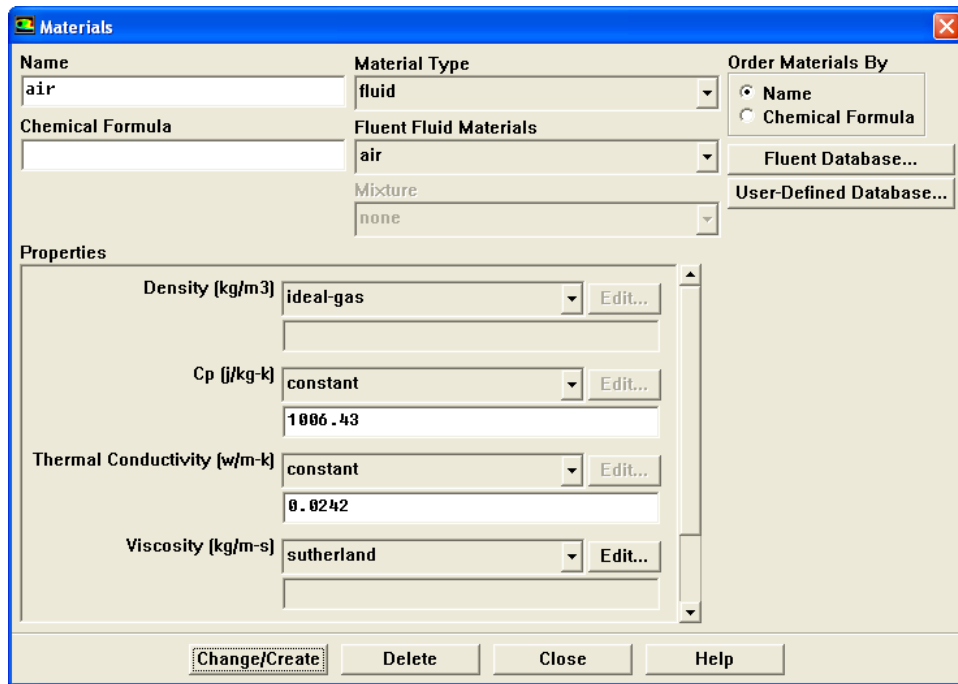 Materials
Name
air
Chemical Formula
Material Type
fluid
Fluent Fluid Materials
air
Mixture
none
Order Materials By
Name
Chemical Formula
Fluent Database...
User-Defined Database...
Properties
Density (kg/m3) ideal-gas Edit...
Cp (j/kg-k) constant Edit...
1006.43
Thermal Conductivity (w/m-k) constant Edit...
0.0242
Viscosity (kg/m-s) sutherland Edit...
Change/Create Delete Close Help